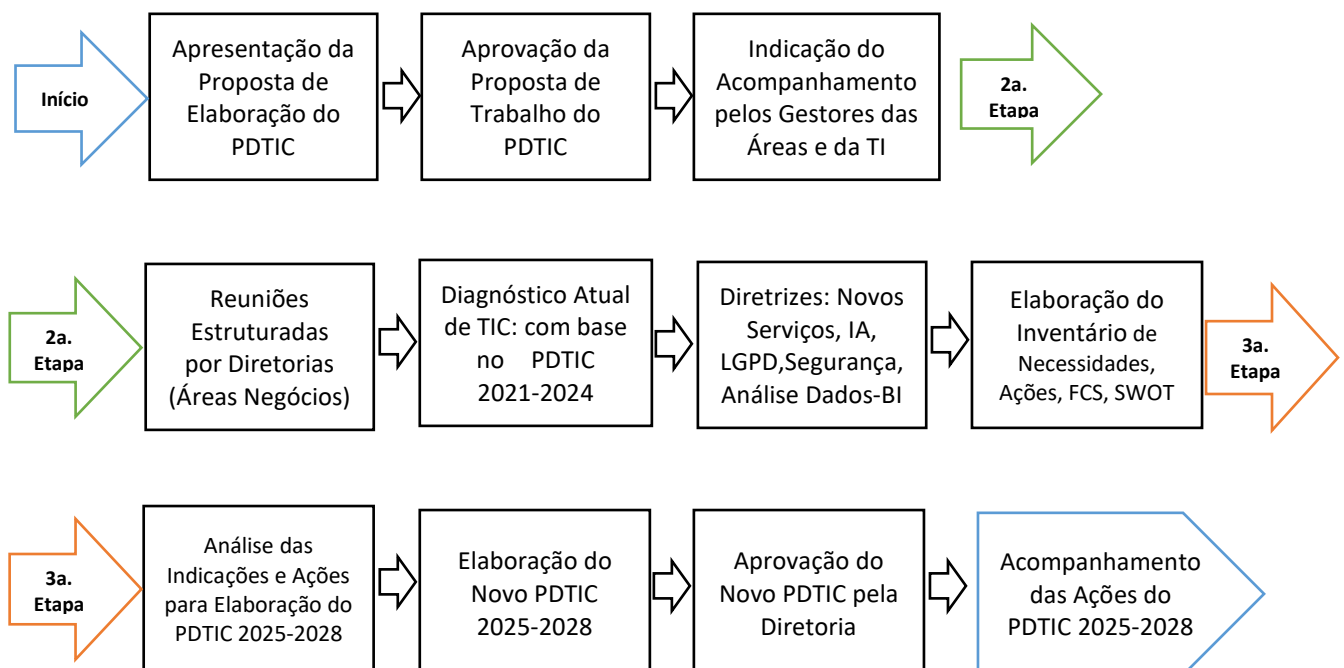 Início
Apresentação da
Proposta de
Elaboração do
PDTIC
Aprovação da
Proposta de
Trabalho do
PDTIC
Indicação do
Acompanhamento
pelos Gestores das
Áreas e da TI
2a.
Etapa
2a.
Etapa
Reuniões
Estruturadas
por Diretorias
(Áreas Negócios)
Diagnóstico Atual
de TIC: com base
no PDTIC
2021-2024
Diretrizes: Novos
Serviços, IA,
LGPD,Segurança,
Análise Dados-BI
Elaboração do
Inventário de
Necessidades,
Ações, FCS, SWOT
3a.
Etapa
3a.
Etapa
Análise das
Indicações e Ações
para Elaboração do
PDTIC 2025-2028
Elaboração do
Novo PDTIC
2025-2028
Aprovação do
Novo PDTIC pela
Diretoria
Acompanhamento
das Ações do
PDTIC 2025-2028